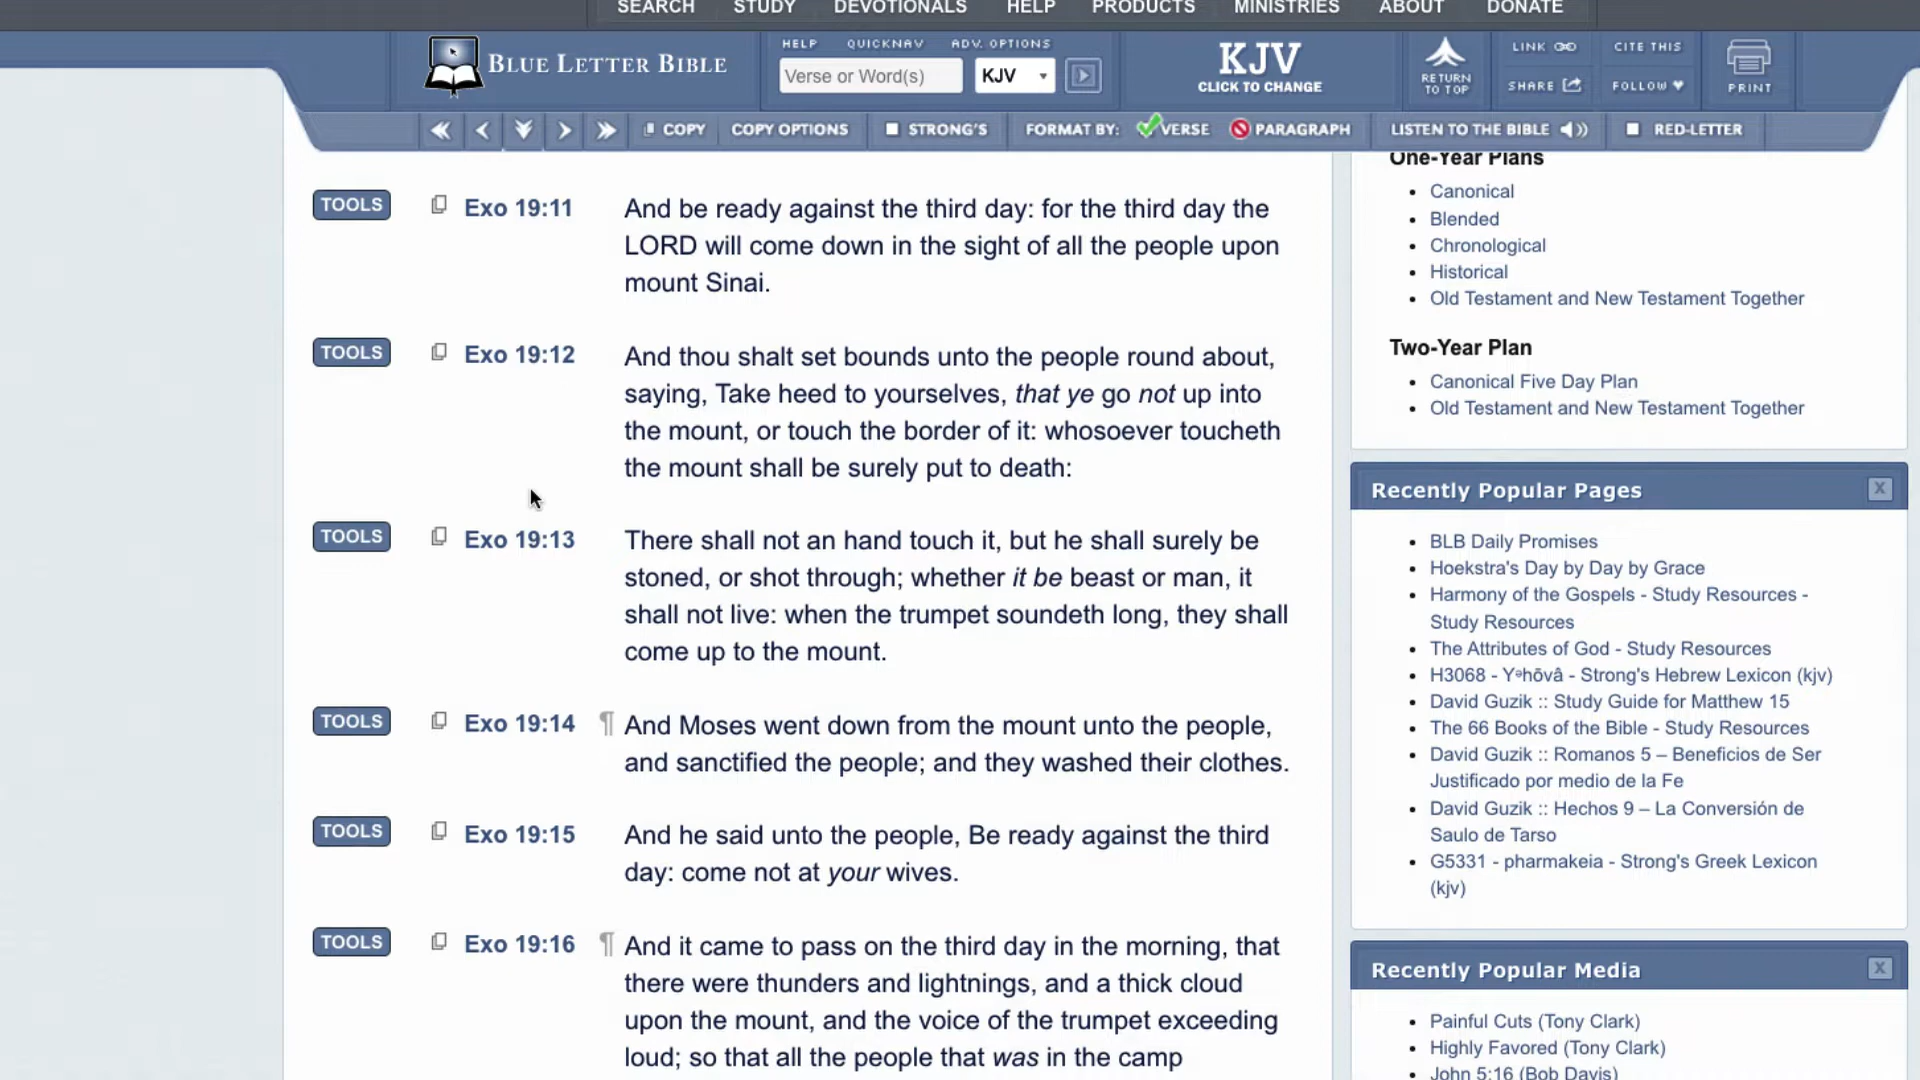 SEARCH STUDY DEVOTIONALS HELP PRODUCTS MINISTRIES ABOUT DONATE
BLUE LETTER BIBLE
HELP QUICKNAV ADV. OPTIONS
Verse or Word(s) KJV
KJV
CLICK TO CHANGE
RETURN
TO TOP
LINK CITE THIS
SHARE FOLLOW
PRINT
COPY COPY OPTIONS STRONG'S FORMAT BY: VERSE PARAGRAPH LISTEN TO THE BIBLE RED-LETTER
TOOLS Exo 19:11 And be ready against the third day: for the third day the
LORD will come down in the sight of all the people upon
mount Sinai.
TOOLS Exo 19:12 And thou shalt set bounds unto the people round about,
saying, Take heed to yourselves, that ye go not up into
the mount, or touch the border of it: whosoever toucheth
the mount shall be surely put to death:
TOOLS Exo 19:13 There shall not an hand touch it, but he shall surely be
stoned, or shot through; whether it be beast or man, it
shall not live: when the trumpet soundeth long, they shall
come up to the mount.
TOOLS Exo 19:14 ¶ And Moses went down from the mount unto the people,
and sanctified the people; and they washed their clothes.
TOOLS Exo 19:15 And he said unto the people, Be ready against the third
day: come not at your wives.
TOOLS Exo 19:16 ¶ And it came to pass on the third day in the morning, that
there were thunders and lightnings, and a thick cloud
upon the mount, and the voice of the trumpet exceeding
loud; so that all the people that was in the camp
One-Year Plans
• Canonical
• Blended
• Chronological
• Historical
• Old Testament and New Testament Together
Two-Year Plan
• Canonical Five Day Plan
• Old Testament and New Testament Together
Recently Popular Pages X
• BLB Daily Promises
• Hoekstra's Day by Day by Grace
• Harmony of the Gospels - Study Resources -
Study Resources
• The Attributes of God - Study Resources
• H3068 - Yᵊhōvâ - Strong's Hebrew Lexicon (kjv)
• David Guzik :: Study Guide for Matthew 15
• The 66 Books of the Bible - Study Resources
• David Guzik :: Romanos 5 – Beneficios de Ser
Justificado por medio de la Fe
• David Guzik :: Hechos 9 – La Conversión de
Saulo de Tarso
• G5331 - pharmakeia - Strong's Greek Lexicon
(kjv)
Recently Popular Media X
• Painful Cuts (Tony Clark)
• Highly Favored (Tony Clark)
• John 5:16 (Bob Davis)